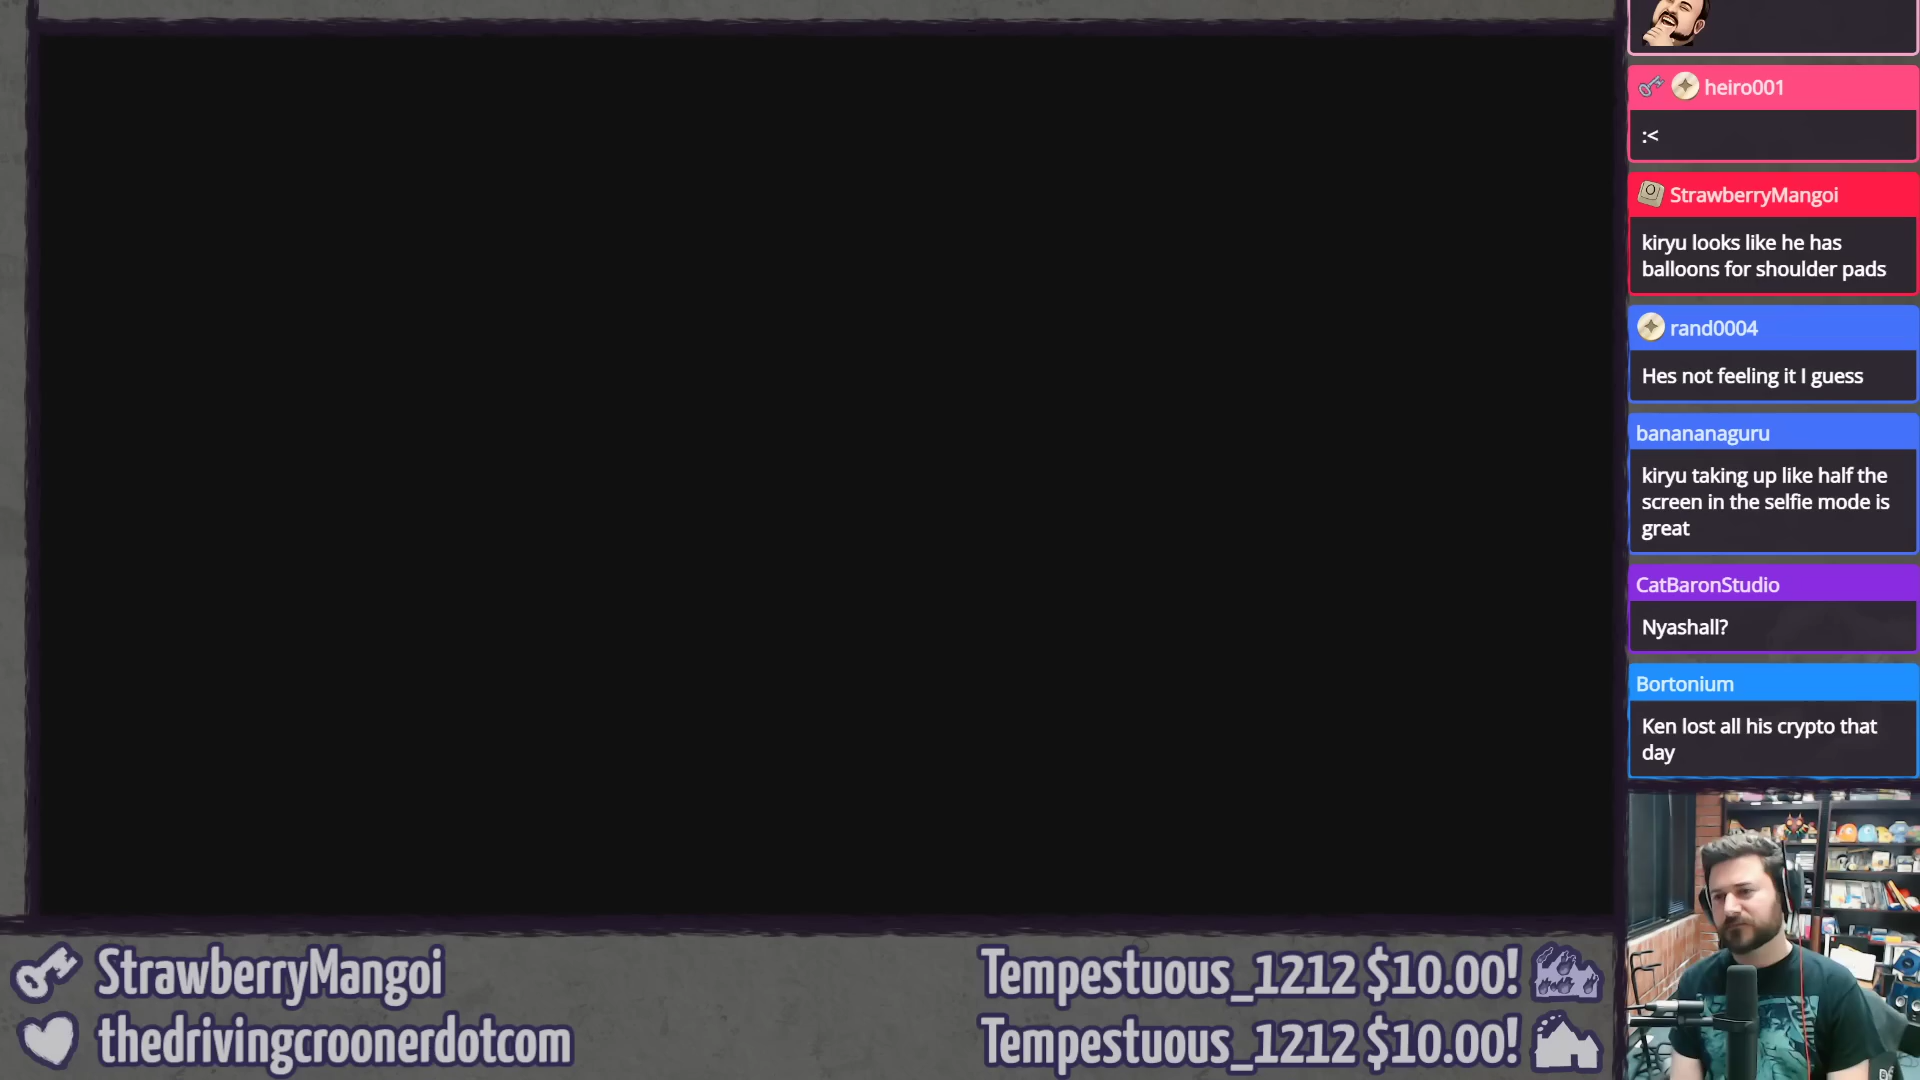 heiro001
:<
StrawberryMangoi
kiryu looks like he has
balloons for shoulder pads
rand0004
Hes not feeling it I guess
banananaguru
kiryu taking up like half the
screen in the selfie mode is
great
CatBaronStudio
Nyashall?
Bortonium
Ken lost all his crypto that
day
StrawberryMangoi
thedrivingcroonerdotcom
Tempestuous_1212 $10.00!
Tempestuous_1212 $10.00!